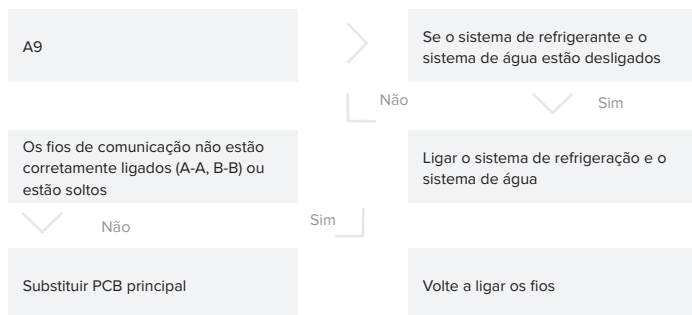 A9
Se o sistema de refrigerante e o
sistema de água estão desligados
Não
Sim
Os fios de comunicação não estão
corretamente ligados (A-A, B-B) ou
estão soltos
Ligar o sistema de refrigeração e o
sistema de água
Não
Sim
Substituir PCB principal
Volte a ligar os fios